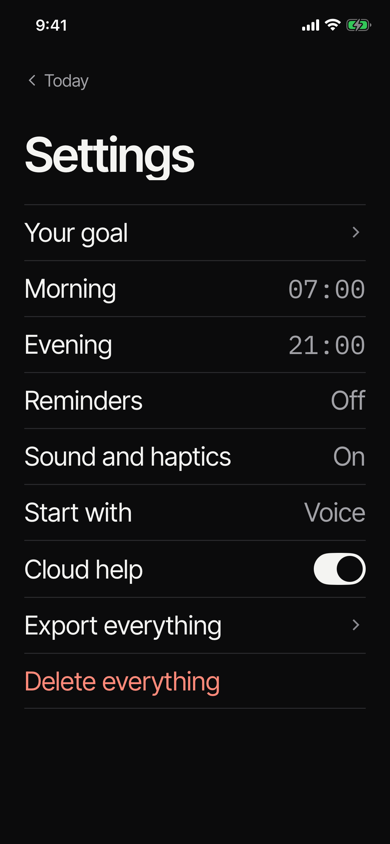 9:41
Today
Settings
Your goal
Morning 07:00
Evening 21:00
Reminders Off
Sound and haptics On
Start with Voice
Cloud help
Export everything
Delete everything